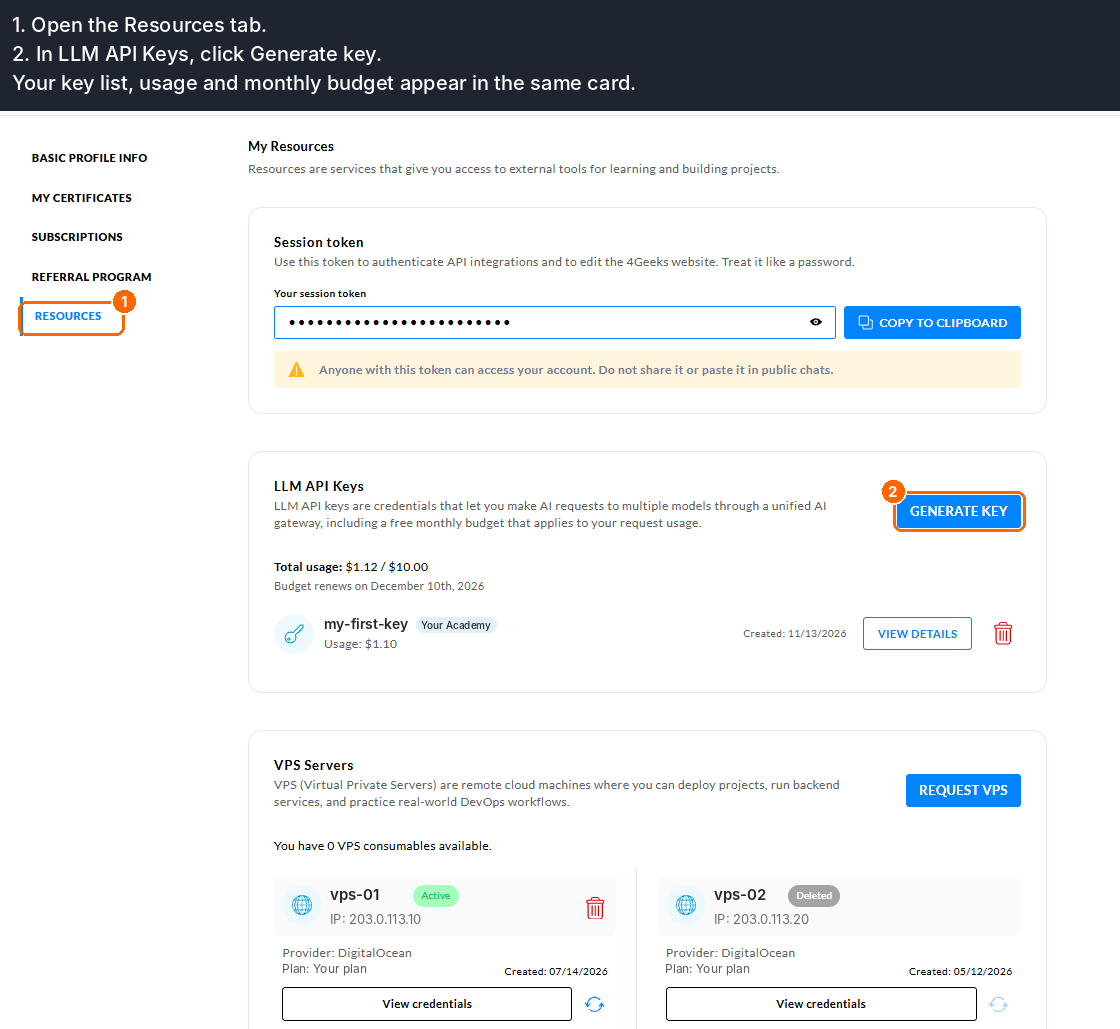 1. Open the Resources tab.
2. In LLM API Keys, click Generate key.
Your key list, usage and monthly budget appear in the same card.
BASIC PROFILE INFO
MY CERTIFICATES
SUBSCRIPTIONS
REFERRAL PROGRAM
1
RESOURCES
My Resources
Resources are services that give you access to external tools for learning and building projects.
Session token
Use this token to authenticate API integrations and to edit the 4Geeks website. Treat it like a password.
Your session token
••••••••••••••••••••••••
COPY TO CLIPBOARD
Anyone with this token can access your account. Do not share it or paste it in public chats.
LLM API Keys
LLM API keys are credentials that let you make AI requests to multiple models through a unified AI
gateway, including a free monthly budget that applies to your request usage.
2
GENERATE KEY
Total usage: $1.12 / $10.00
Budget renews on December 10th, 2026
my-first-key Your Academy
Usage: $1.10
Created: 11/13/2026
VIEW DETAILS
VPS Servers
VPS (Virtual Private Servers) are remote cloud machines where you can deploy projects, run backend
services, and practice real-world DevOps workflows.
REQUEST VPS
You have 0 VPS consumables available.
vps-01 Active
IP: 203.0.113.10
Provider: DigitalOcean
Plan: Your plan
Created: 07/14/2026
View credentials
vps-02 Deleted
IP: 203.0.113.20
Provider: DigitalOcean
Plan: Your plan
Created: 05/12/2026
View credentials